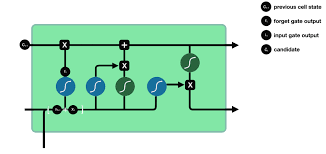 previous cell state
forget gate output
input gate output
candidate
X
+
X
X